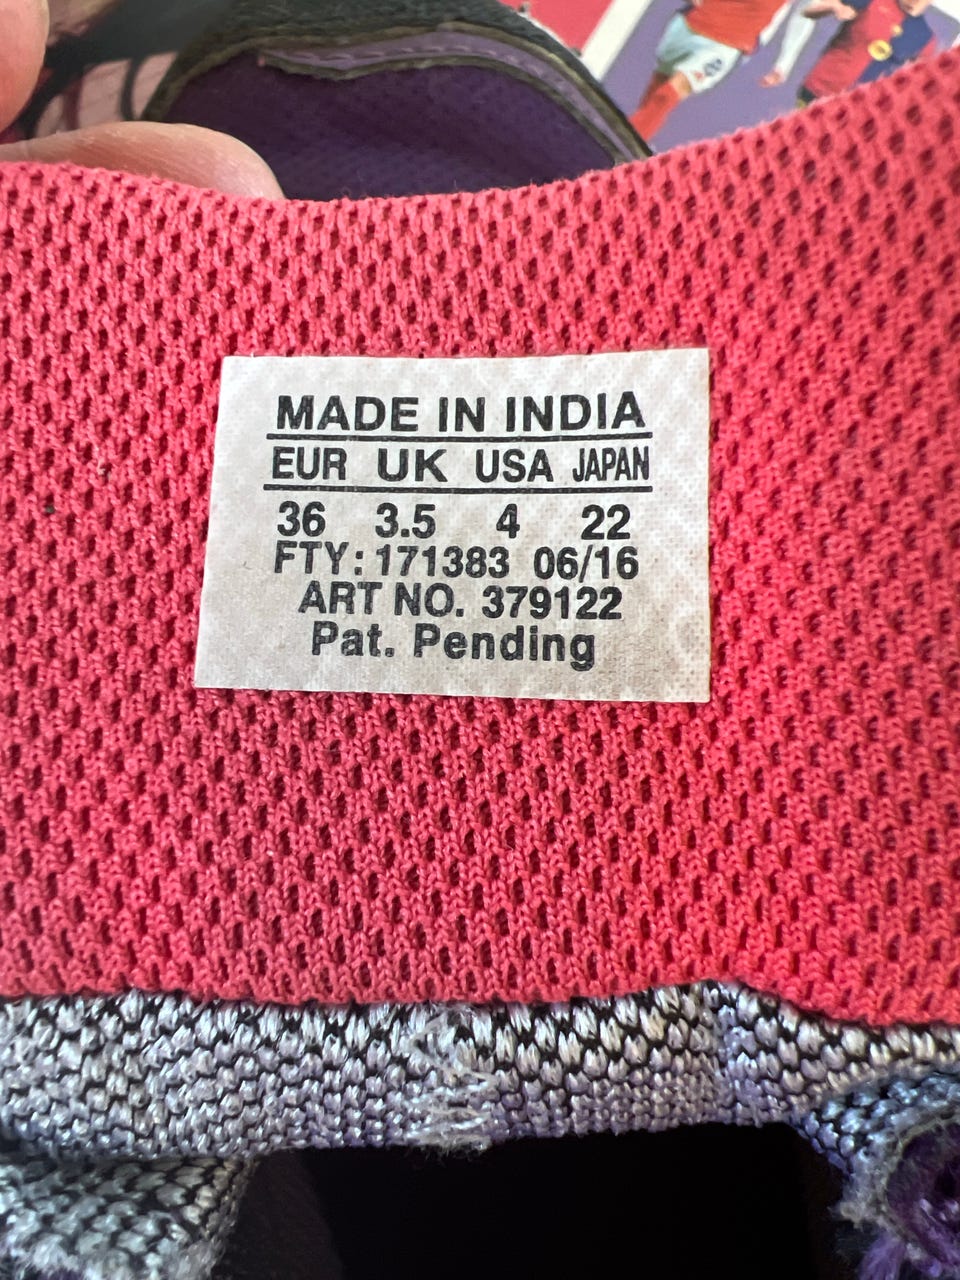 MADE IN INDIA
EUR UK USA JAPAN
36 3.5 4 22
FTY: 171383 06/16
ART NO. 379122
Pat. Pending